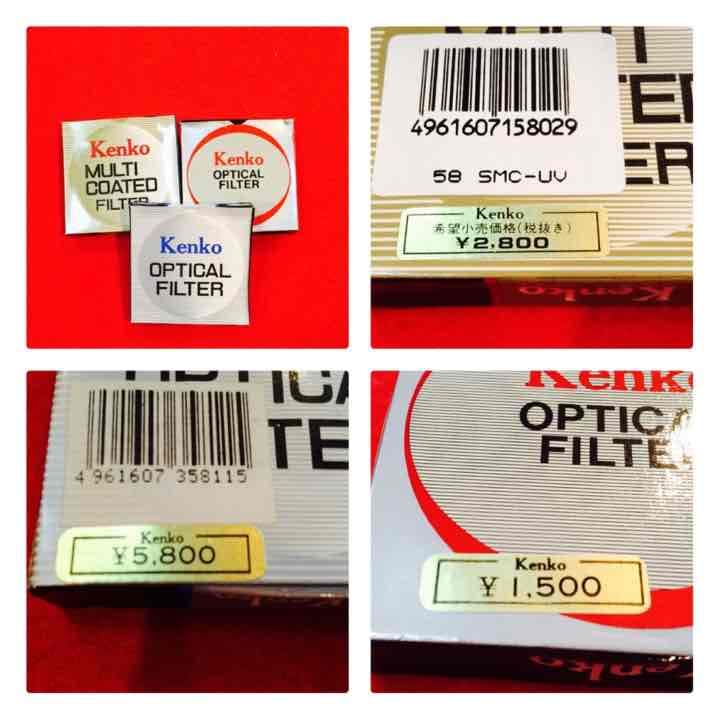 Kenko
MULTI
COATED
FILTER
Kenko
OPTICAL
FILTER
Kenko
OPTICAL
FILTER
4961607158029
58 SMC-UV
Kenko
希望小売価格(税抜き)
¥2,800
Kenko
4 961607 358115
Kenko
¥5,800
Kenko
OPTICA
FILTE
Kenko
¥1,500
Kenko